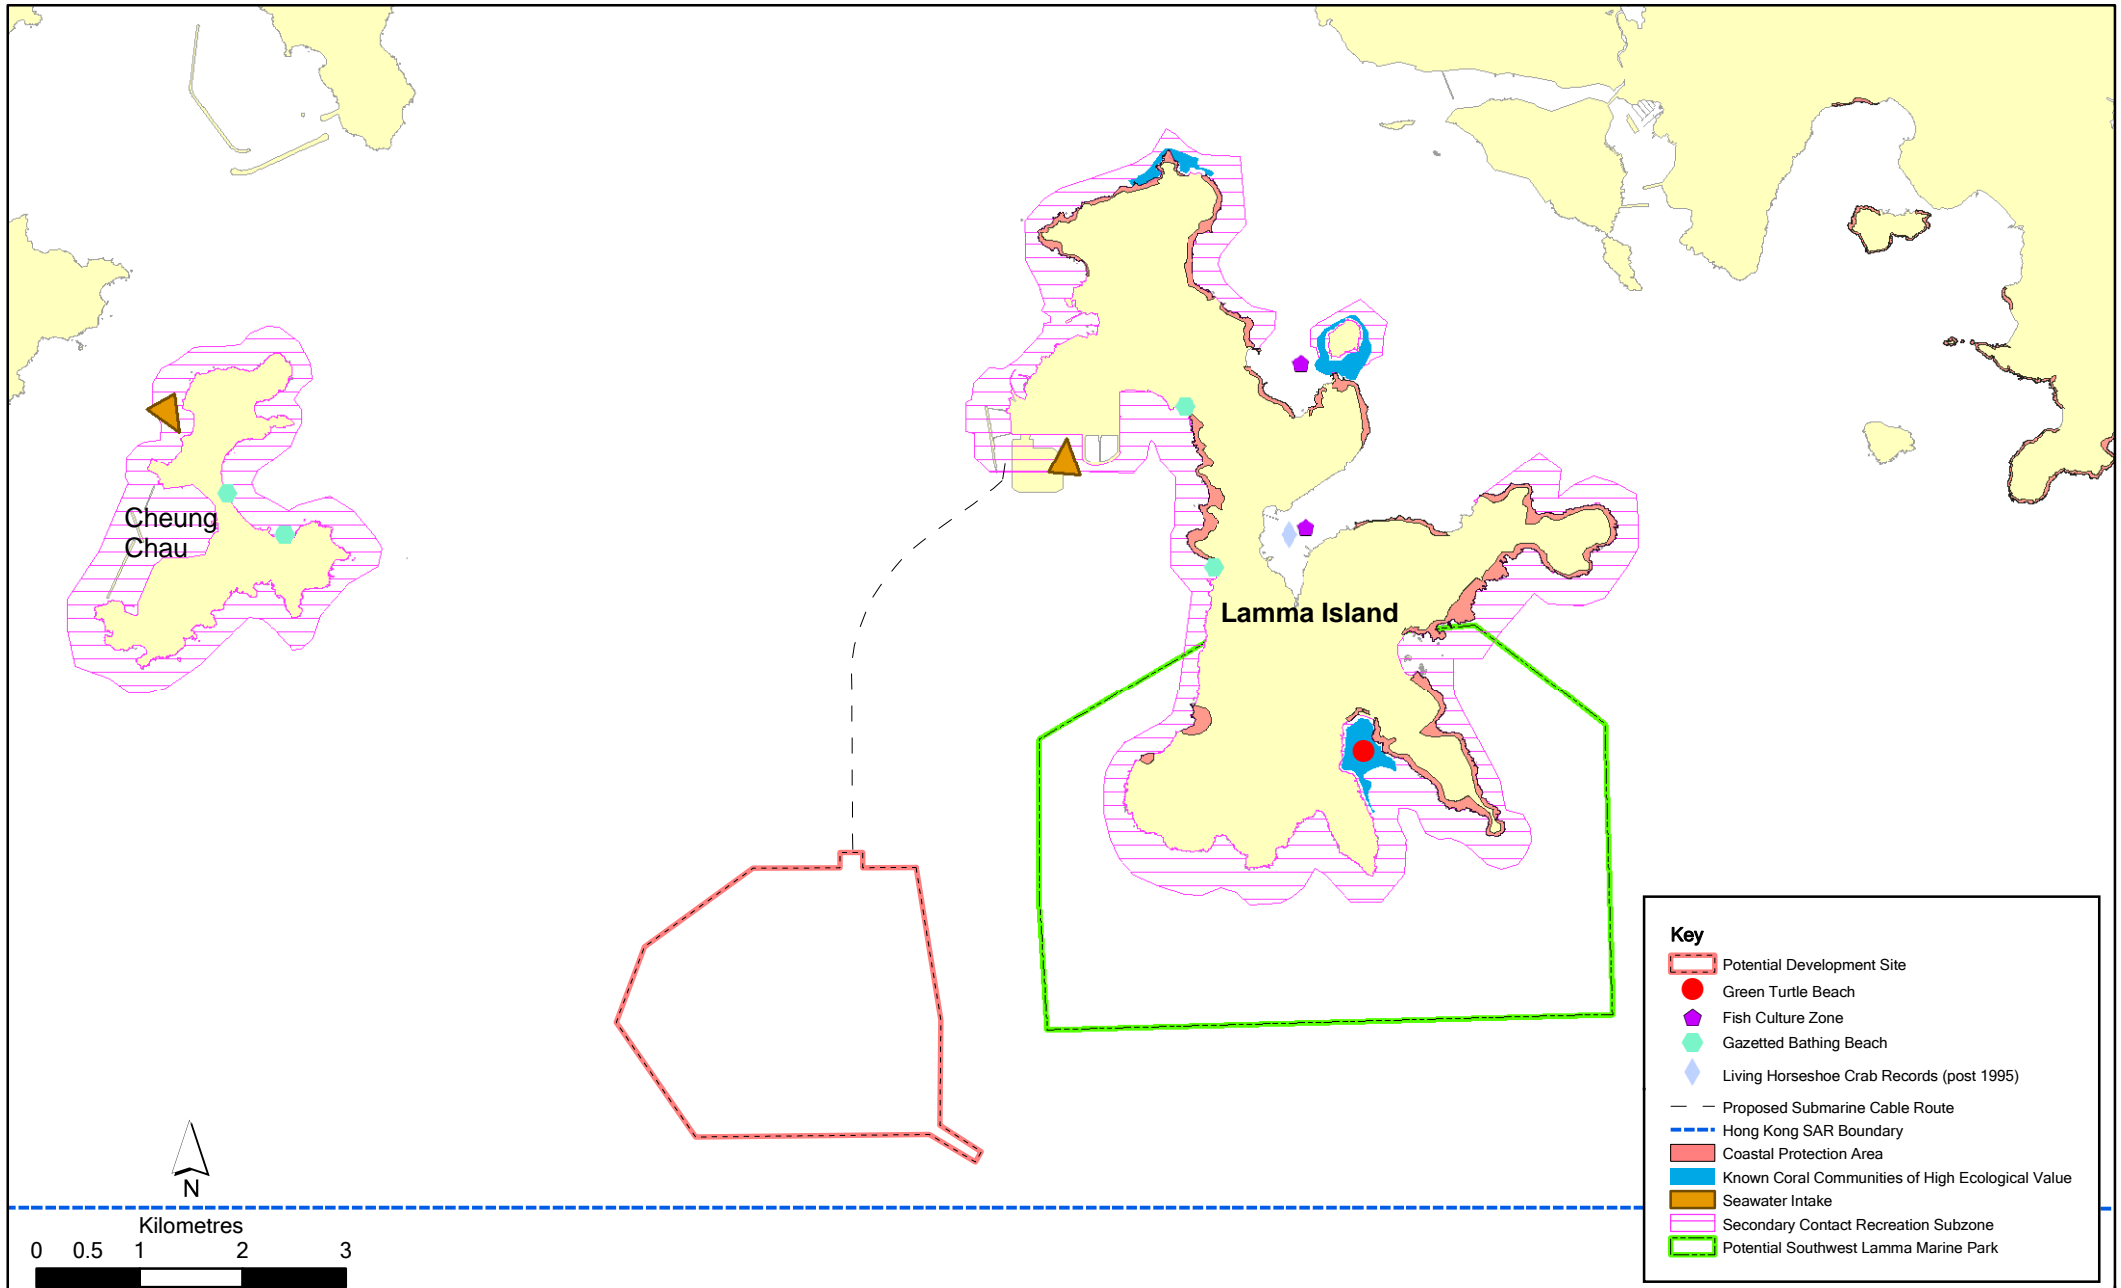 Cheung
Chau
Lamma Island
N
Kilometres
0 0.5 1 2 3
Key
Potential Development Site
Green Turtle Beach
Fish Culture Zone
Gazetted Bathing Beach
Living Horseshoe Crab Records (post 1995)
Proposed Submarine Cable Route
Hong Kong SAR Boundary
Coastal Protection Area
Known Coral Communities of High Ecological Value
Seawater Intake
Secondary Contact Recreation Subzone
Potential Southwest Lamma Marine Park